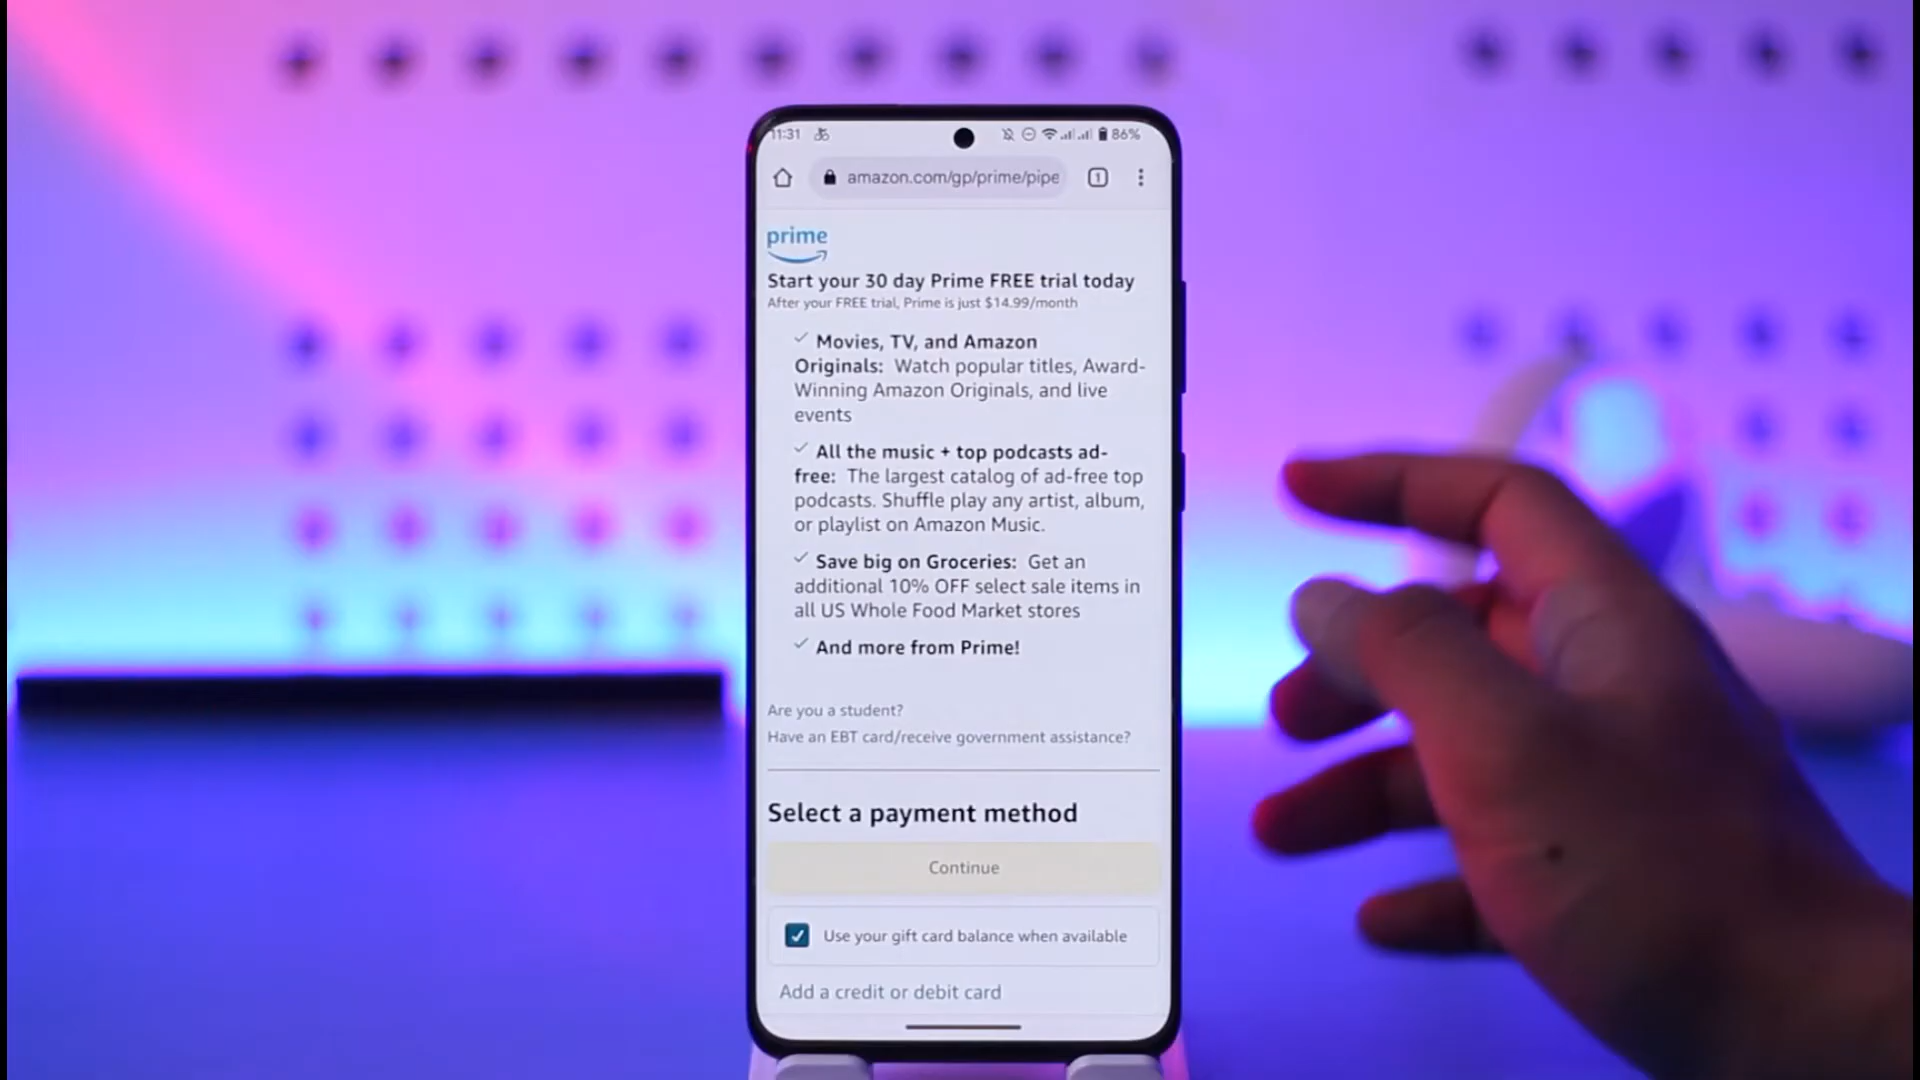 11:31
86%
amazon.com/gp/prime/pipe
1
prime
Start your 30 day Prime FREE trial today
After your FREE trial, Prime is just $14.99/month
Movies, TV, and Amazon
Originals: Watch popular titles, Award-
Winning Amazon Originals, and live
events
All the music + top podcasts ad-
free: The largest catalog of ad-free top
podcasts. Shuffle play any artist, album,
or playlist on Amazon Music.
Save big on Groceries: Get an
additional 10% OFF select sale items in
all US Whole Food Market stores
And more from Prime!
Are you a student?
Have an EBT card/receive government assistance?
Select a payment method
Continue
Use your gift card balance when available
Add a credit or debit card